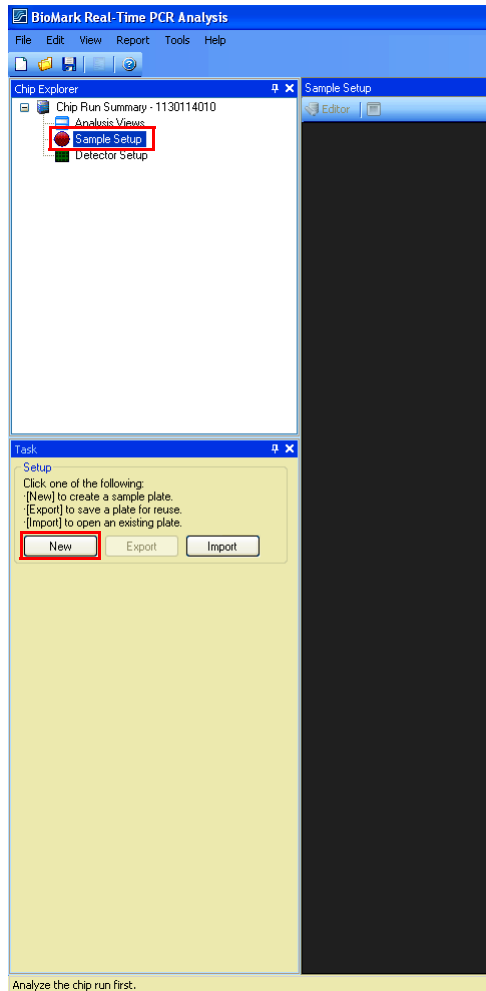 BioMark Real-Time PCR Analysis
File Edit View Report Tools Help
Chip Explorer
Chip Run Summary - 1130114010
Analysis Views
Sample Setup
Detector Setup
Sample Setup
Editor
Task
Setup
Click one of the following:
·[New] to create a sample plate.
·[Export] to save a plate for reuse.
·[Import] to open an existing plate.
New Export Import
Analyze the chip run first.